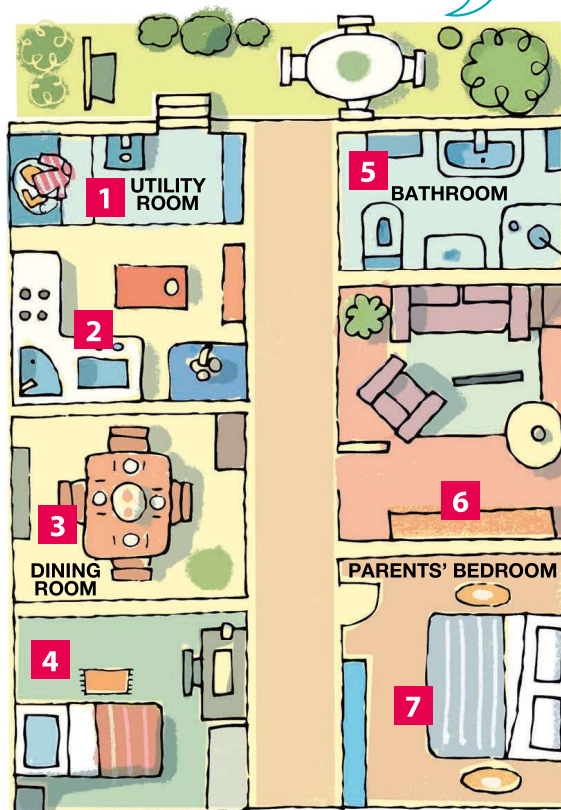 1 UTILITY
ROOM
5
BATHROOM
2
3
DINING
ROOM
6
PARENTS' BEDROOM
4
7